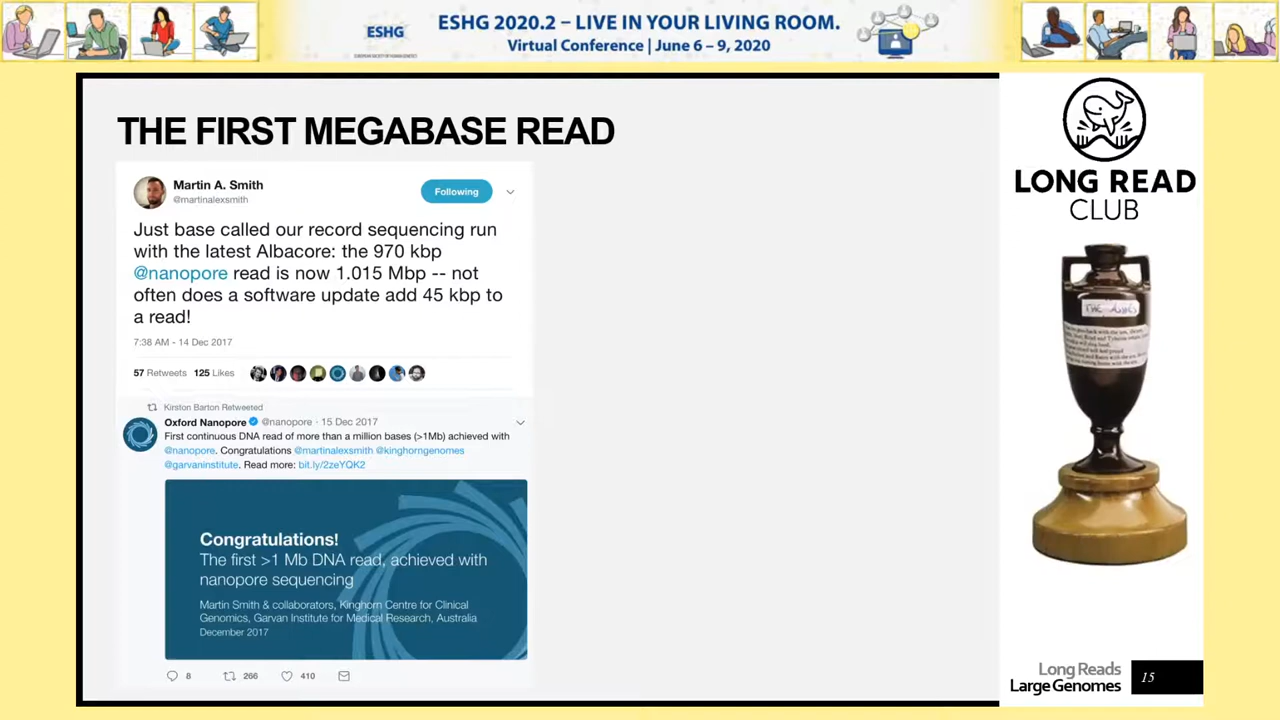 ESHG
ESHG 2020.2 – LIVE IN YOUR LIVING ROOM.
Virtual Conference | June 6 – 9, 2020
THE FIRST MEGABASE READ
Martin A. Smith
@martinalexsmith
Following
Just base called our record sequencing run
with the latest Albacore: the 970 kbp
@nanopore read is now 1.015 Mbp -- not
often does a software update add 45 kbp to
a read!
7:38 AM - 14 Dec 2017
57 Retweets 125 Likes
Kirston Barton Retweeted
Oxford Nanopore @nanopore · 15 Dec 2017
First continuous DNA read of more than a million bases (>1Mb) achieved with
@nanopore. Congratulations @martinalexsmith @kinghorngenomes
@garvaninstitute. Read more: bit.ly/2zeYQK2
Congratulations!
The first >1 Mb DNA read, achieved with
nanopore sequencing
Martin Smith & collaborators, Kinghorn Centre for Clinical
Genomics, Garvan Institute for Medical Research, Australia
December 2017
8 266 410
LONG READ
CLUB
THE Ashes
Long Reads
Large Genomes
15